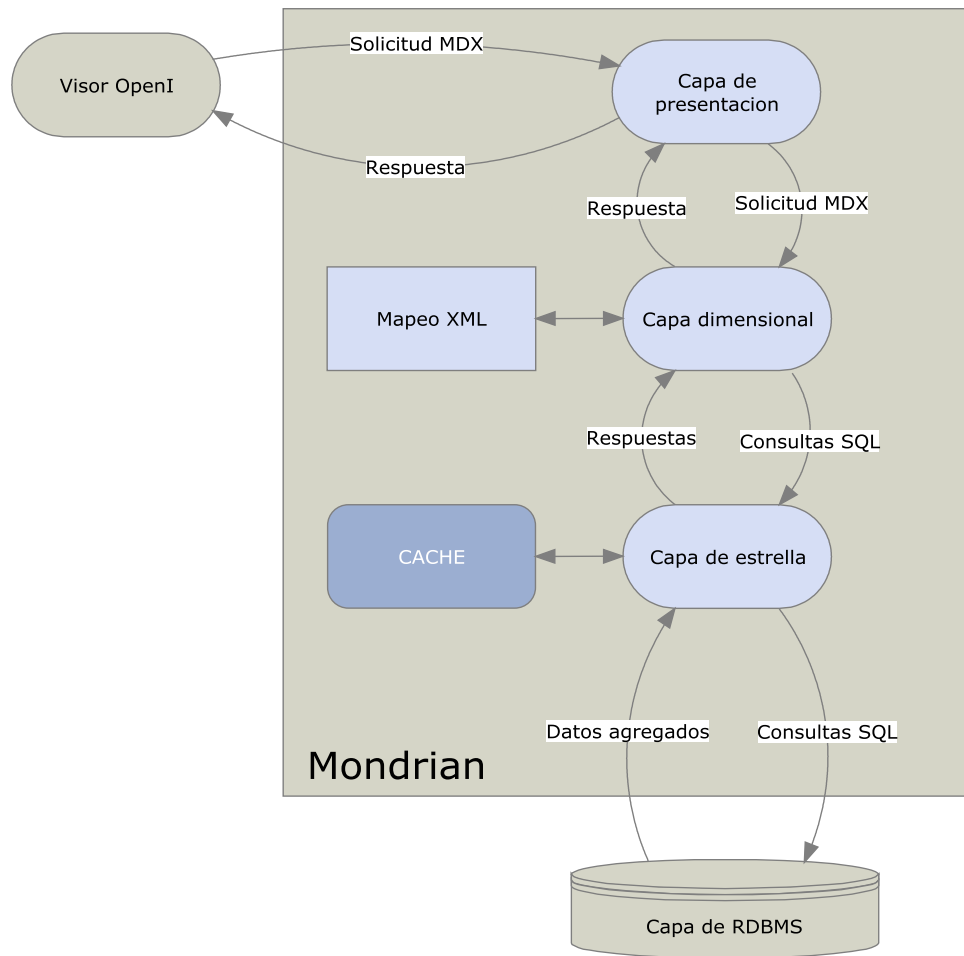 Solicitud MDX
Visor OpenI
Capa de
presentacion
Respuesta
Respuesta
Solicitud MDX
Mapeo XML
Capa dimensional
Respuestas
Consultas SQL
CACHE
Capa de estrella
Datos agregados
Consultas SQL
Mondrian
Capa de RDBMS